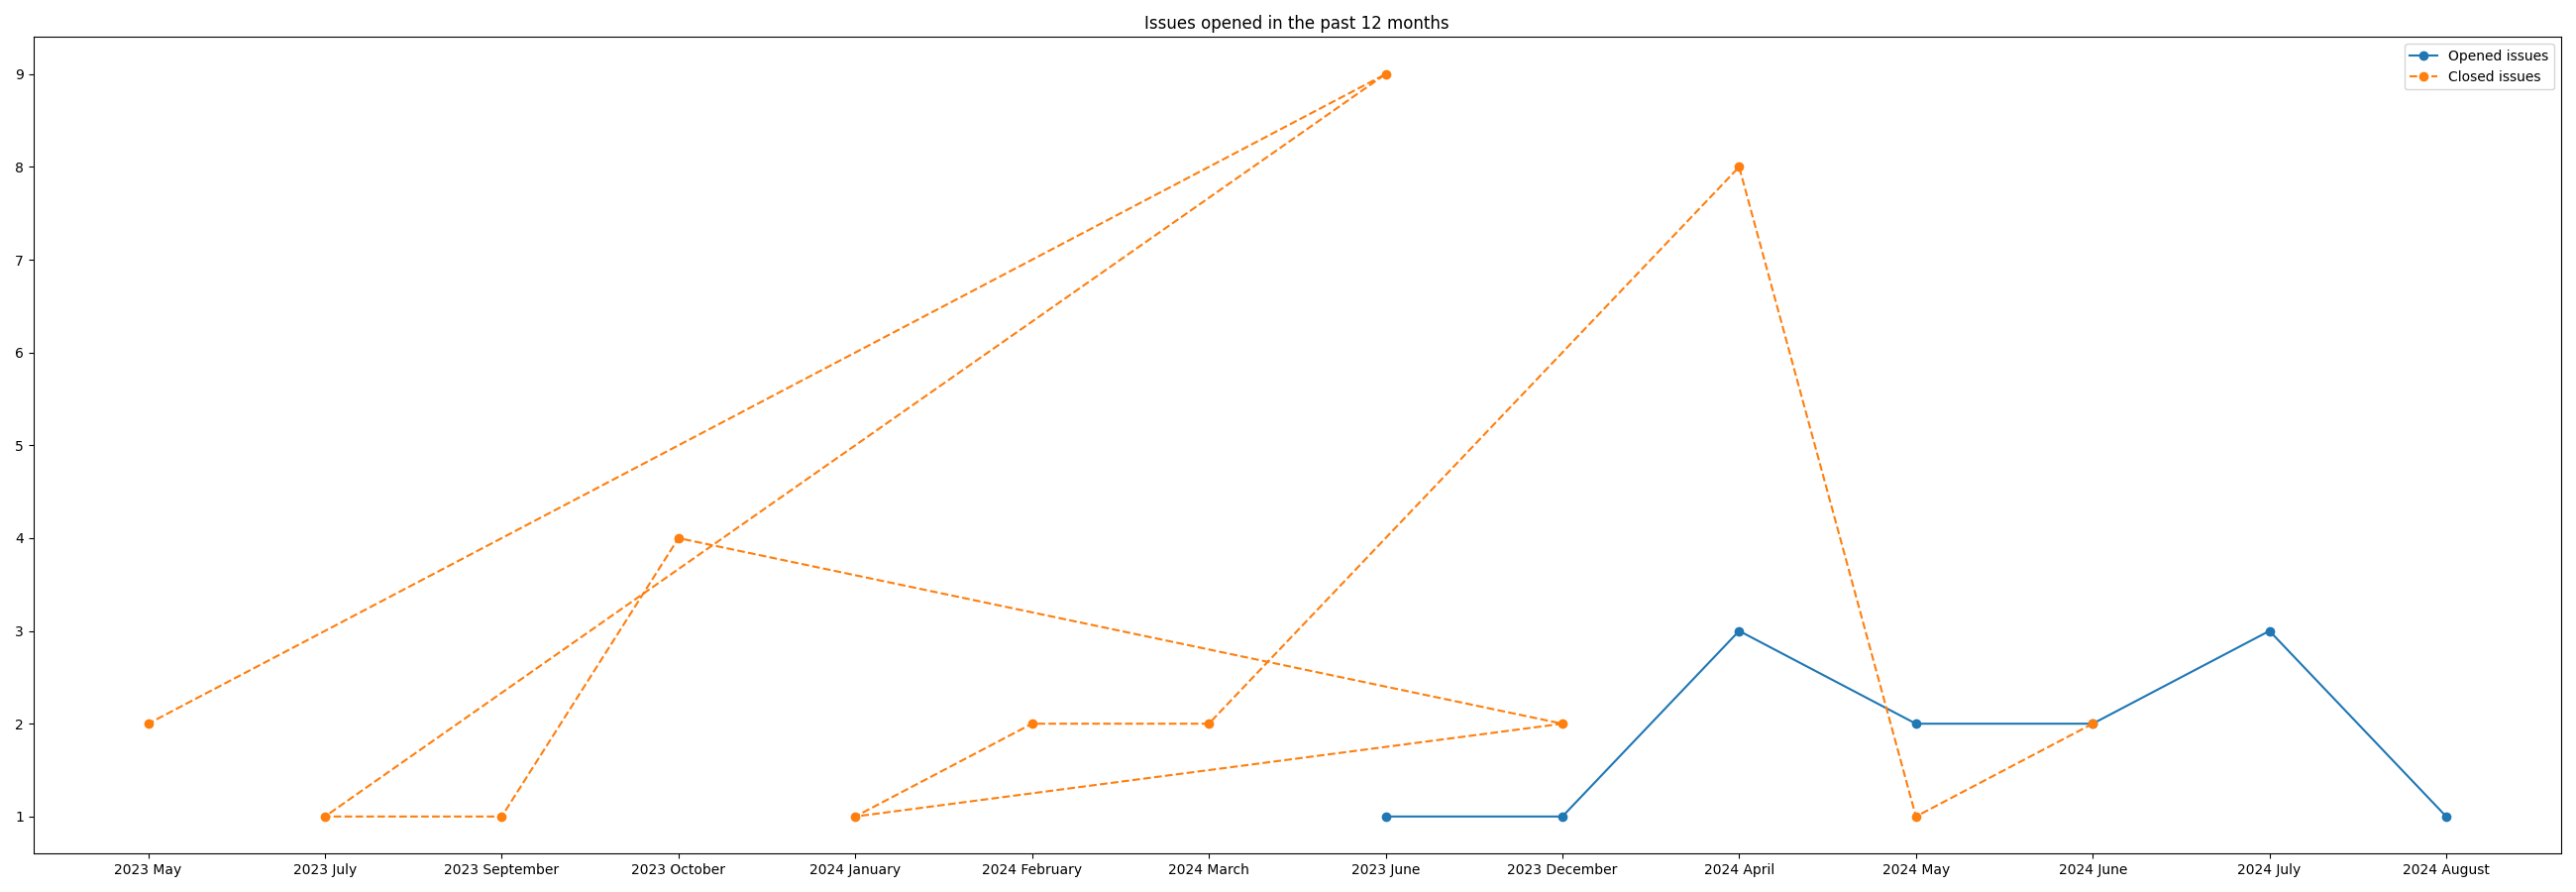 Issues opened in the past 12 months
Opened issues
Closed issues
9
8
7
6
5
4
3
2
1
2023 May 2023 July 2023 September 2023 October 2024 January 2024 February 2024 March 2023 June 2023 December 2024 April 2024 May 2024 June 2024 July 2024 August